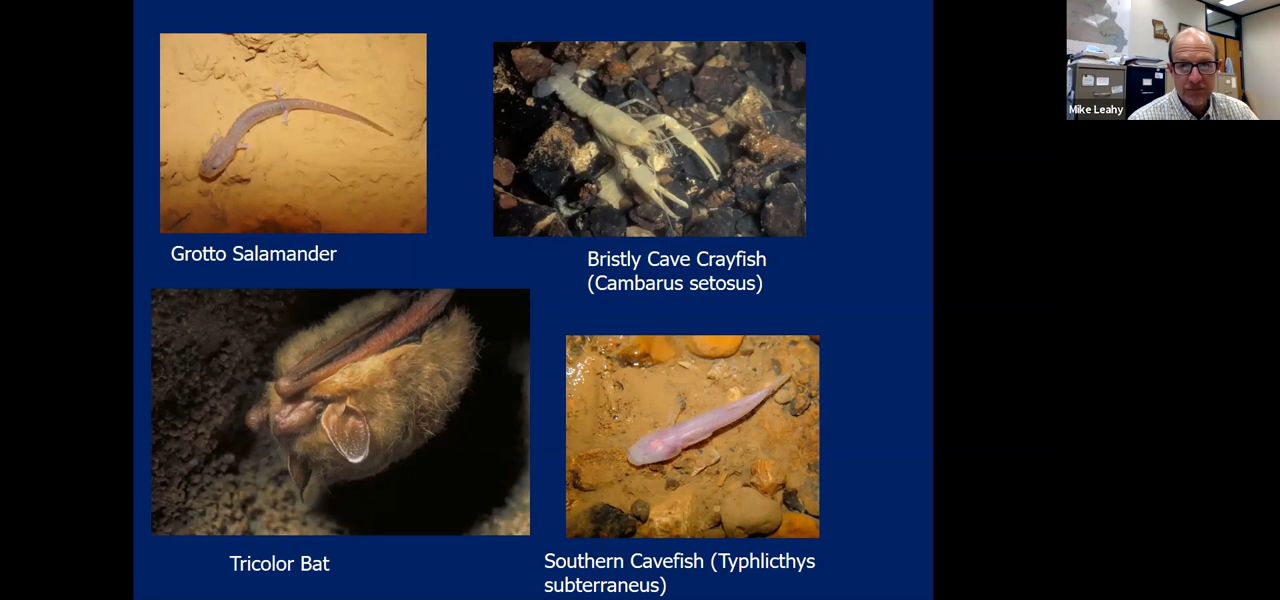 Mike Leahy
Grotto Salamander
Bristly Cave Crayfish
(Cambarus setosus)
Tricolor Bat
Southern Cavefish (Typhlicthys
subterraneus)